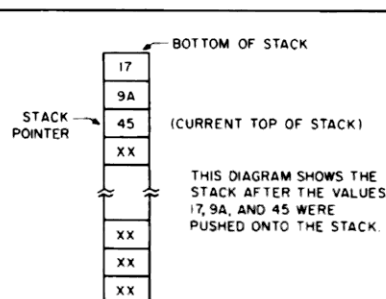 BOTTOM OF STACK
17
9A
STACK POINTER
45
(CURRENT TOP OF STACK)
XX
THIS DIAGRAM SHOWS THE
STACK AFTER THE VALUES
17, 9A, AND 45 WERE
PUSHED ONTO THE STACK.
XX
XX
XX